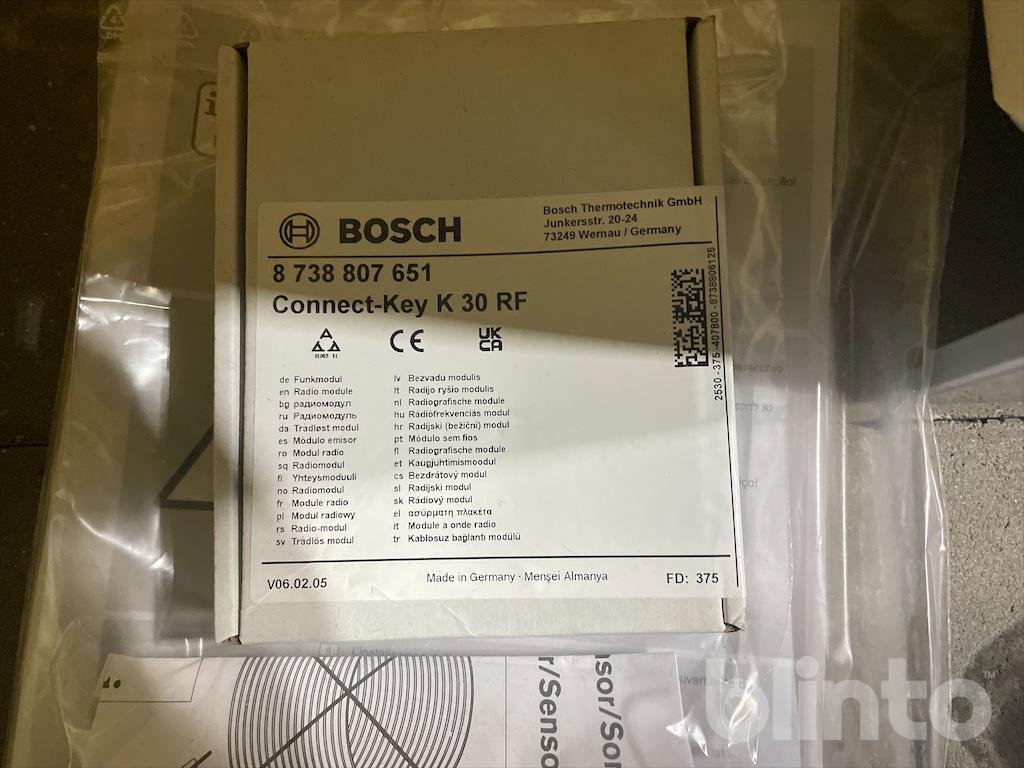 BOSCH
Bosch Thermotechnik GmbH
Junkersstr. 20-24
73249 Wernau / Germany
8 738 807 651
Connect-Key K 30 RF
CE
UK
CA
2530-375-407800-8738806125
de Funkmodul
en Radio module
bg радиомодул
ru Радиомодуль
da Trådløst modul
es Módulo emisor
ro Modul radio
sq Radiomodul
fi Yhteysmoduuli
no Radiomodul
fr Module radio
pl Moduł radiowy
rs Radio-modul
sv Trådlös modul
lv Bezvadu modulis
lt Radijo ryšio modulis
nl Radiografische module
hu Rádiófrekvenciás modul
hr Radijski (bežični) modul
pt Módulo sem fios
fl Radiografische module
et Kaugjuhtimismoodul
cs Bezdrátový modul
sl Radijski modul
sk Rádiový modul
el ασύρματη πλακέτα
it Module a onde radio
tr Kablosuz bağlantı modülü
V06.02.05
Made in Germany · Menşei Almanya
FD: 375
blinto